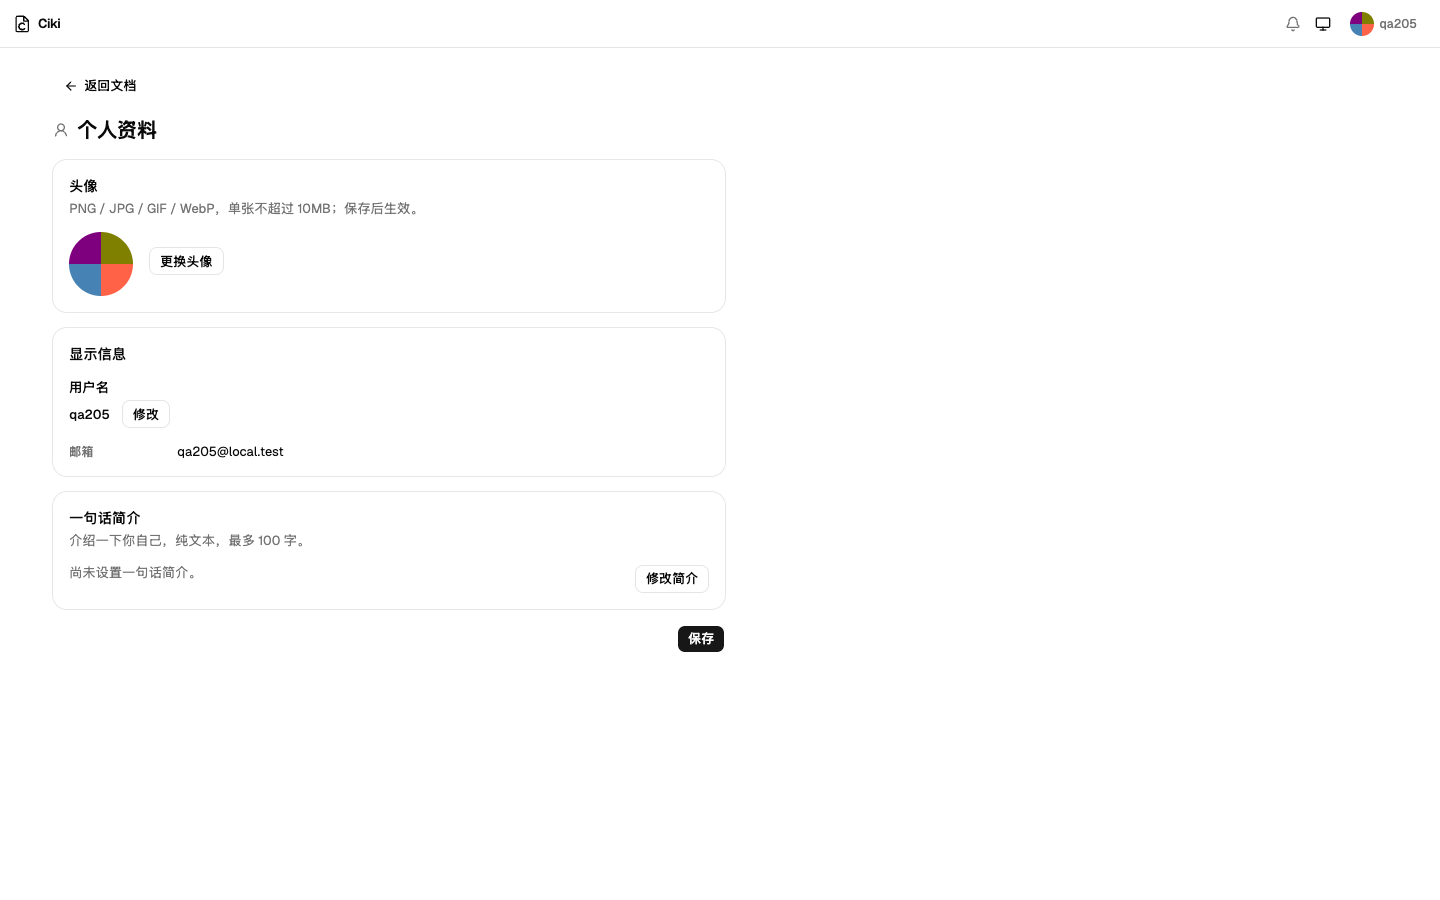 Ciki
qa205
返回文档
个人资料
头像
PNG / JPG / GIF / WebP，单张不超过 10MB；保存后生效。
更换头像
显示信息
用户名
qa205 修改
邮箱 qa205@local.test
一句话简介
介绍一下你自己，纯文本，最多 100 字。
尚未设置一句话简介。
修改简介
保存